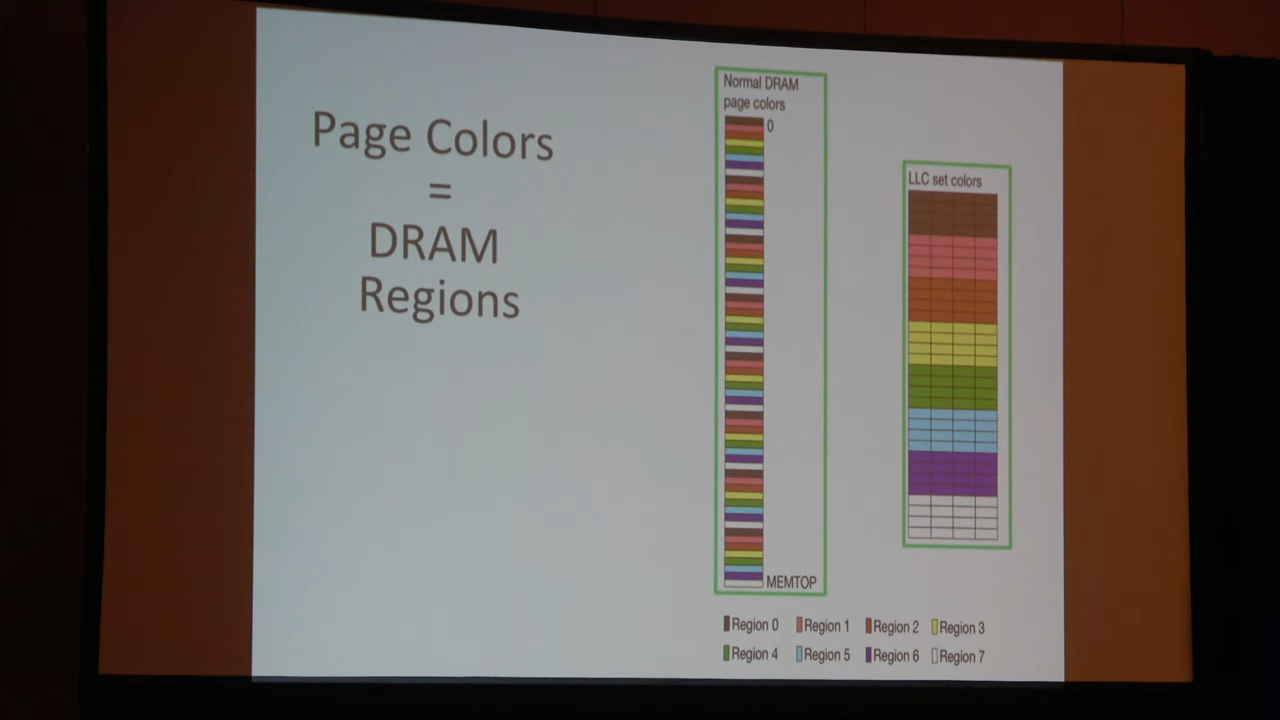 Page Colors
=
DRAM
Regions
Normal DRAM
page colors
0
MEMTOP
LLC set colors
Region 0 Region 1 Region 2 Region 3
Region 4 Region 5 Region 6 Region 7